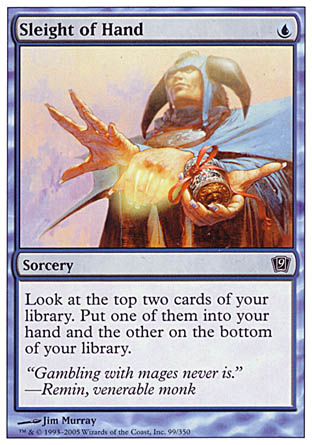 Sleight of Hand
Sorcery
9
Look at the top two cards of your
library. Put one of them into your
hand and the other on the bottom
of your library.
“Gambling with mages never is.”
—Remin, venerable monk
Jim Murray
™ & © 1993–2005 Wizards of the Coast, Inc. 99/350